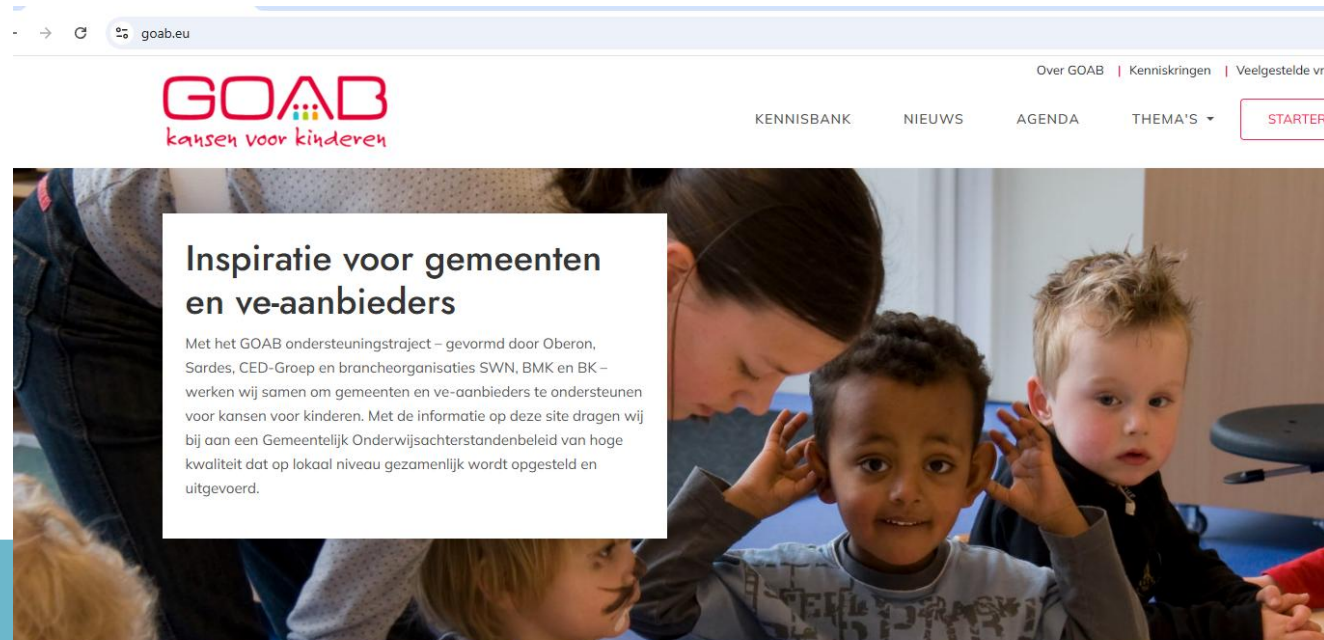 goab.eu
Over GOAB | Kenniskringen | Veelgestelde
GOAB
kansen voor kinderen
KENNISBANK NIEUWS AGENDA THEMA'S STARTER
Inspiratie voor gemeenten
en ve-aanbieders
Met het GOAB ondersteuningstraject – gevormd door Oberon,
Sardes, CED-Groep en brancheorganisaties SWN, BMK en BK –
werken wij samen om gemeenten en ve-aanbieders te ondersteunen
voor kansen voor kinderen. Met de informatie op deze site dragen wij
bij aan een Gemeentelijk Onderwijsachterstandenbeleid van hoge
kwaliteit dat op lokaal niveau gezamenlijk wordt opgesteld en
uitgevoerd.